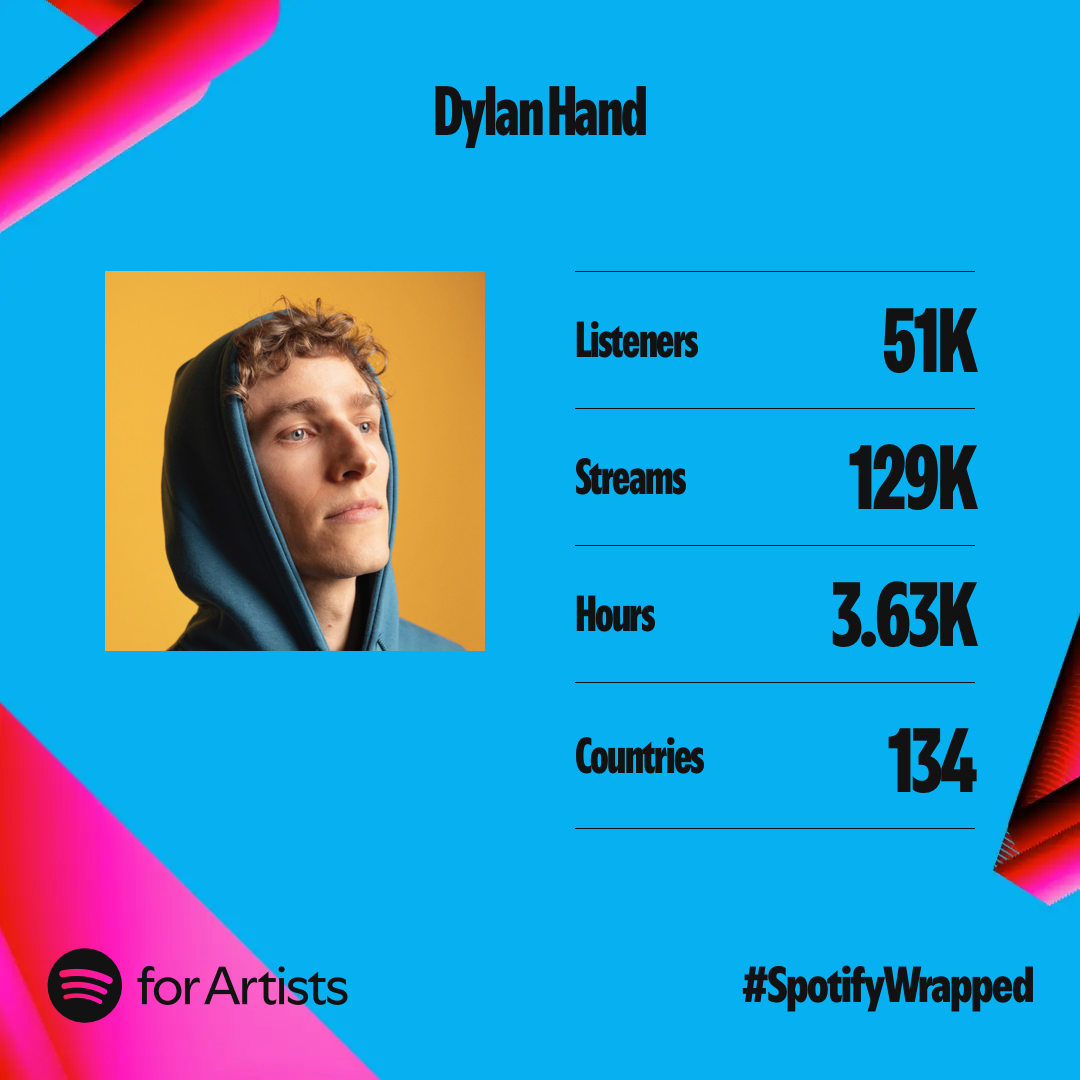 Dylan Hand
Listeners 51K
Streams 129K
Hours 3.63K
Countries 134
for Artists
#SpotifyWrapped